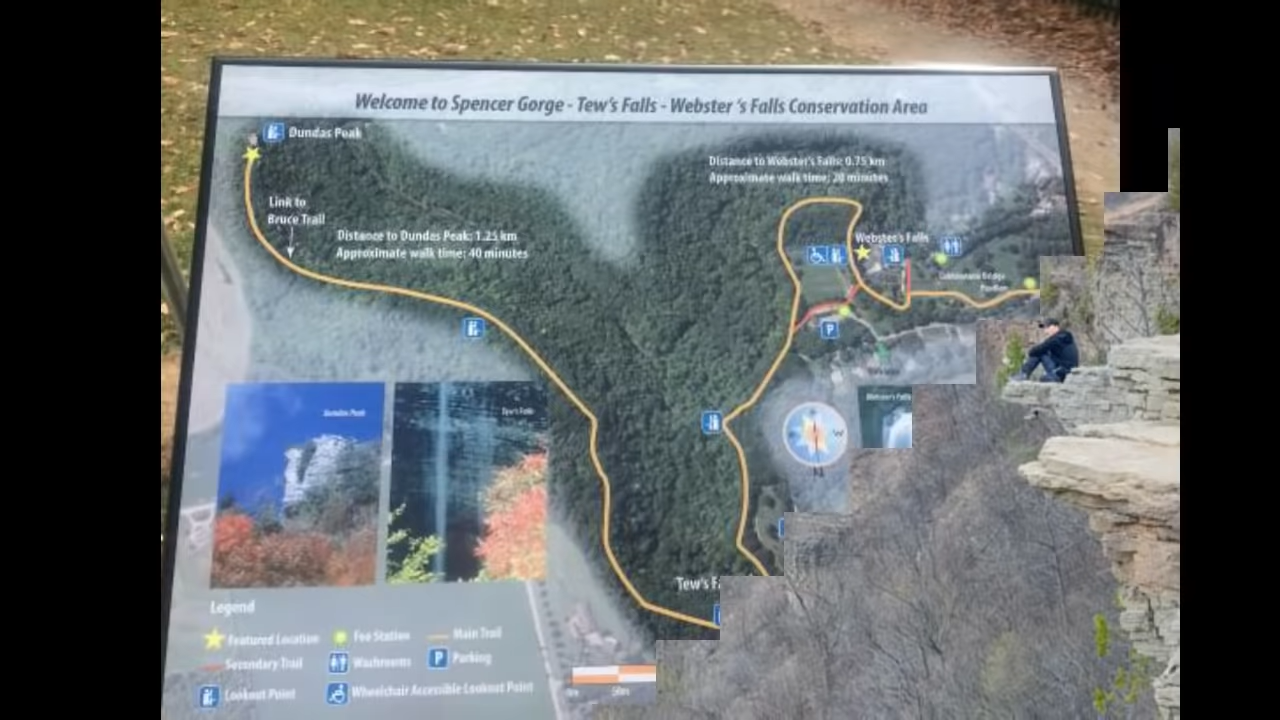 Welcome to Spencer Gorge - Tew's Falls - Webster 's Falls Conservation Area
Dundas Peak
Distance to Webster's Falls: 0.75 km
Approximate walk time: 20 minutes
Link to
Bruce Trail
Distance to Dundas Peak: 1.25 km
Approximate walk time: 40 minutes
Webster's Falls
Pavilion
P
W
N
Dundas Peak
Tew's Falls
Webster's Falls
Tew's Fa
Legend
Featured Location
Fee Station
Main Trail
Secondary Trail
Washrooms
P Parking
Lookout Point
Wheelchair Accessible Lookout Point